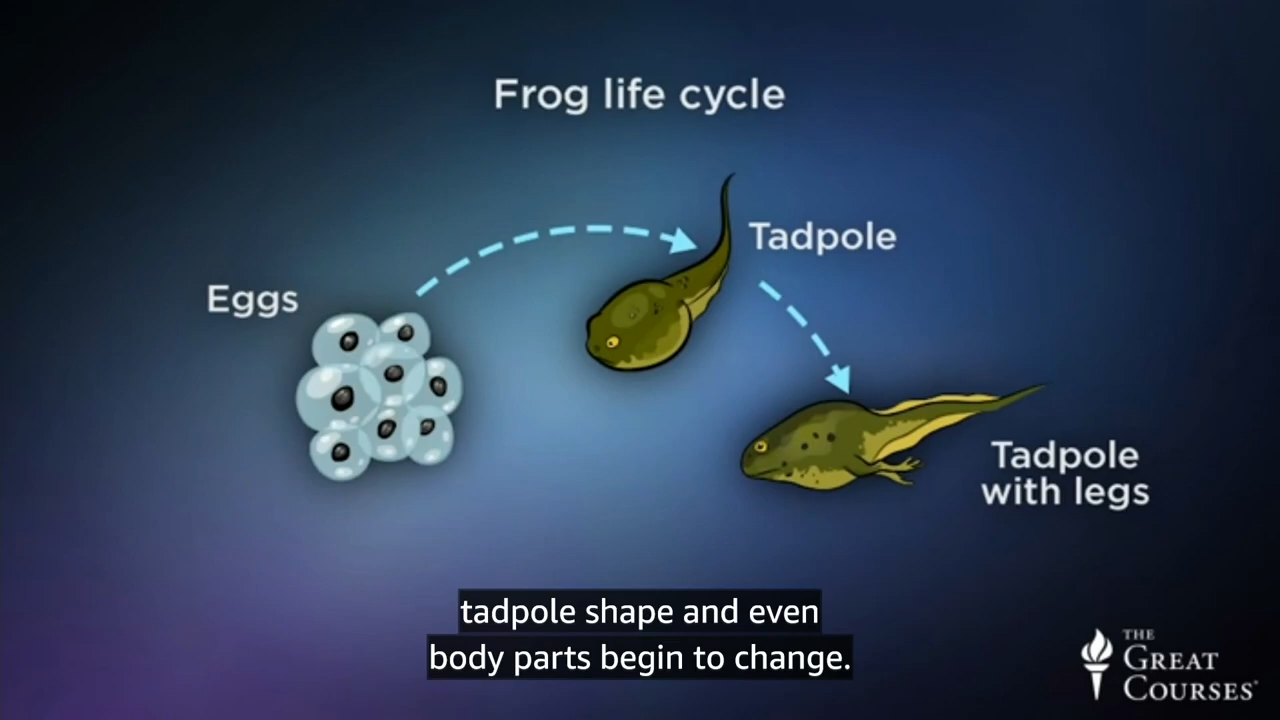 Frog life cycle
Tadpole
Eggs
Tadpole
with legs
tadpole shape and even
body parts begin to change.
THE
GREAT
COURSES®